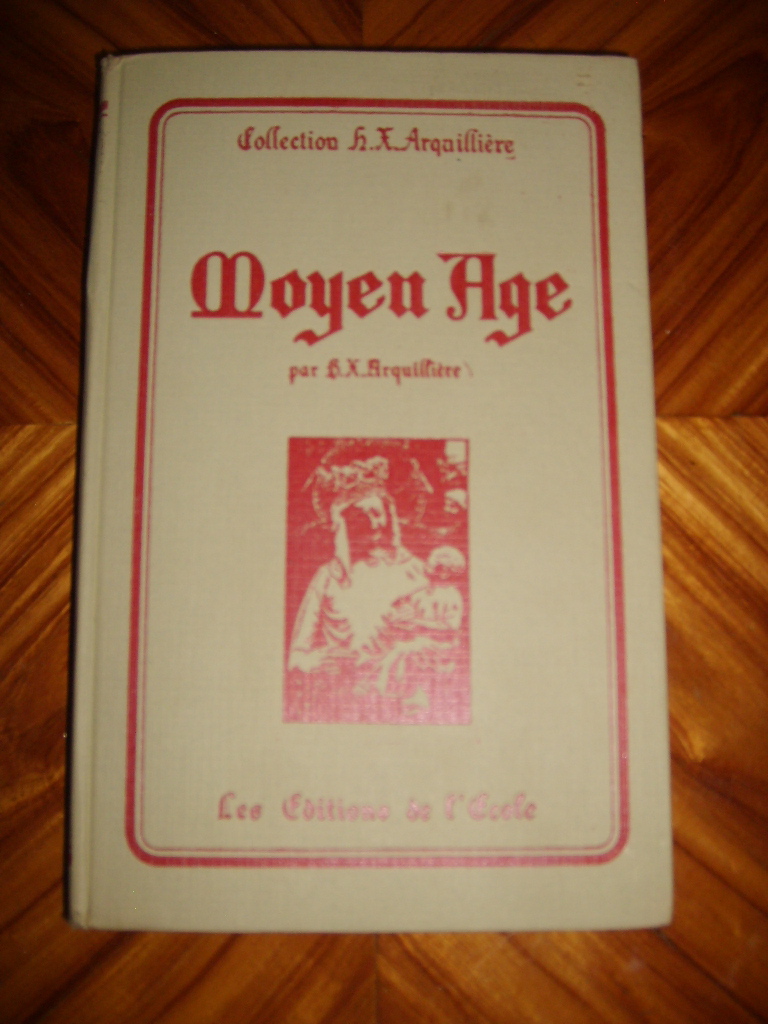 Collection H.X. Arquillière
Moyen Age
par H.X. Arquillière
Les Editions de l'Ecole